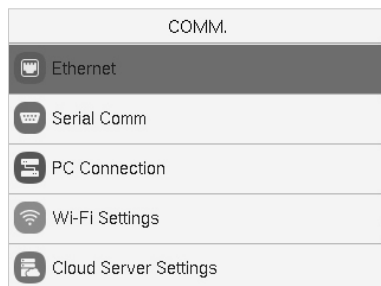 COMM.
Ethernet
Serial Comm
PC Connection
Wi-Fi Settings
Cloud Server Settings